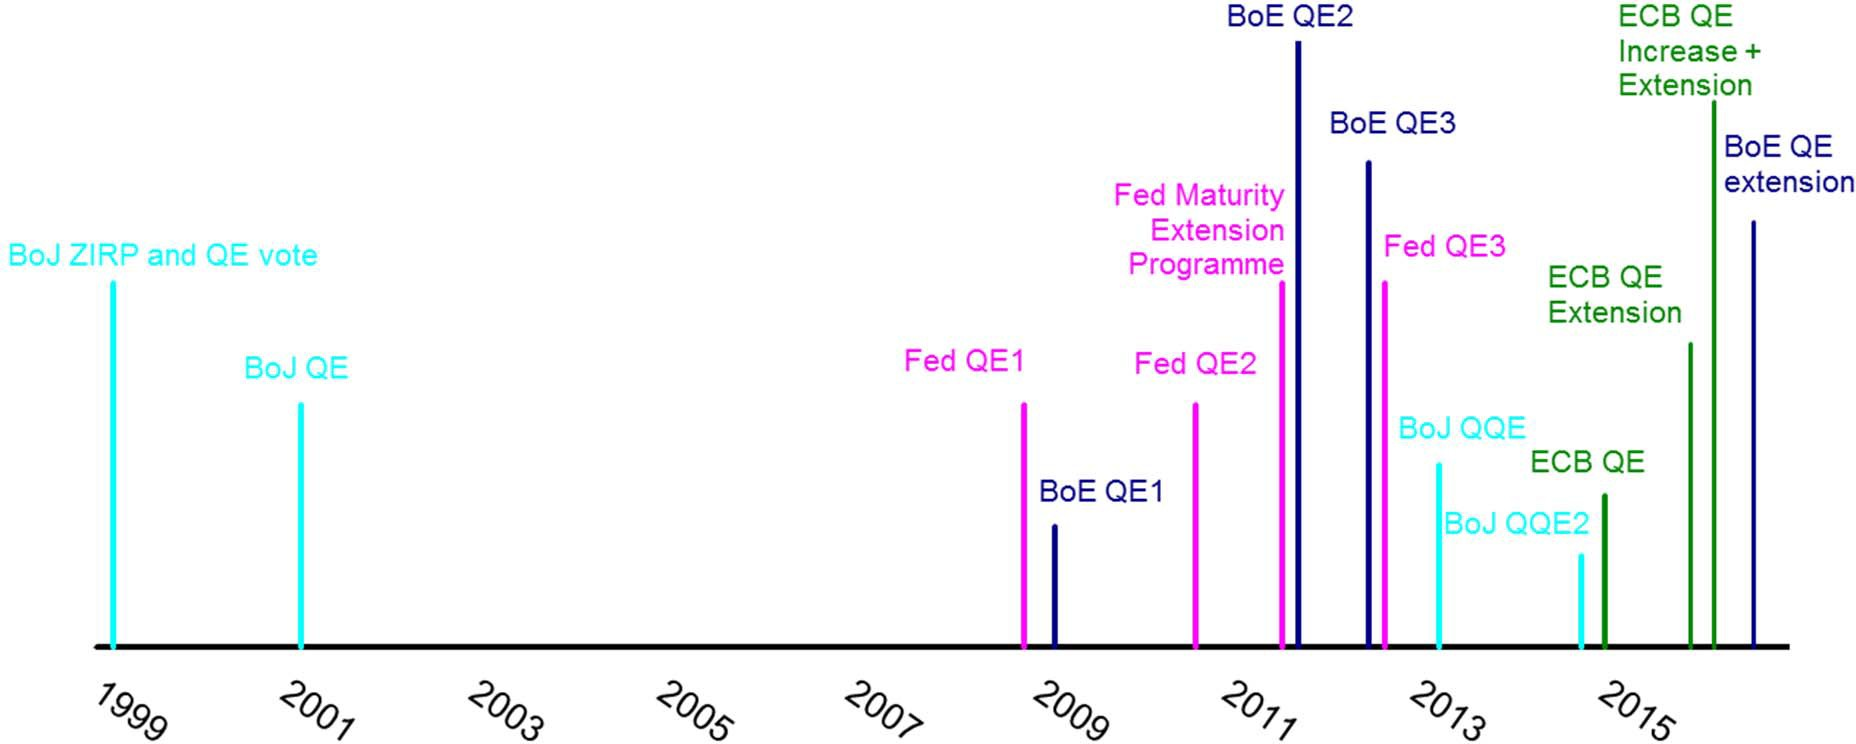 BoE QE2
ECB QE
Increase +
Extension
BoE QE3
BoE QE
extension
Fed Maturity
Extension
Programme
BoJ ZIRP and QE vote
Fed QE3
ECB QE
Extension
BoJ QE
Fed QE1
Fed QE2
BoJ QQE
ECB QE
BoE QE1
BoJ QQE2
1999
2001
2003
2005
2007
2009
2011
2013
2015